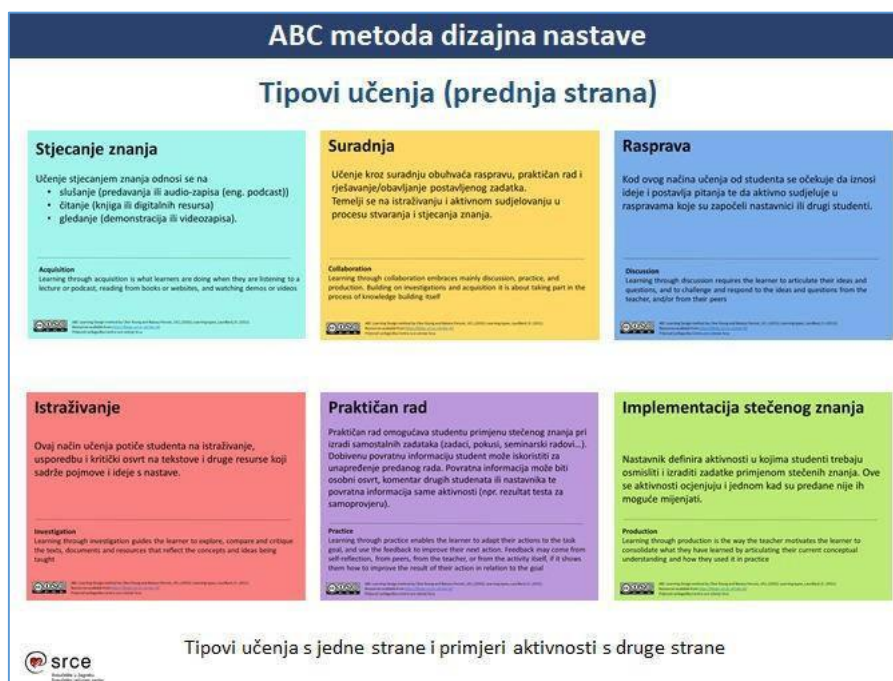 ABC metoda dizajna nastave
Tipovi učenja (prednja strana)
Stjecanje znanja
Učenje stjecanjem znanja odnosi se na
• slušanje (predavanja ili audio-zapisa (eng. podcast))
• čitanje (knjiga ili digitalnih resursa)
• gledanje (demonstracija ili videozapisa).
Acquisition
Learning through acquisition is what learners are doing when they are listening to a
lecture or podcast, reading from books or websites, and watching demos or videos
Suradnja
Učenje kroz suradnju obuhvaća raspravu, praktičan rad i
rješavanje/obavljanje postavljenog zadatka.
Temelji se na istraživanju i aktivnom sudjelovanju u
procesu stvaranja i stjecanja znanja.
Collaboration
Learning through collaboration embraces mainly discussion, practice, and
production. Building on investigations and acquisition it is about taking part in the
process of knowledge building itself
Rasprava
Kod ovog načina učenja od studenta se očekuje da iznosi
ideje i postavlja pitanja te da aktivno sudjeluje u
raspravama koje su započeli nastavnici ili drugi studenti.
Discussion
Learning through discussion requires the learner to articulate their ideas and
questions, and to challenge and respond to the ideas and questions from the
teacher, and/or from their peers
Istraživanje
Ovaj način učenja potiče studenta na istraživanje,
usporedbu i kritički osvrt na tekstove i druge resurse koji
sadrže pojmove i ideje s nastave.
Investigation
Learning through investigation guides the learner to explore, compare and critique
the texts, documents and resources that reflect the concepts and ideas being
taught
Praktičan rad
Praktičan rad omogućava studentu primjenu stečenog znanja pri
izradi samostalnih zadataka (zadaci, pokusi, seminarski radovi...).
Dobivenu povratnu informaciju student može iskoristiti za
unapređenje predanog rada. Povratna informacija može biti
osobni osvrt, komentar drugih studenata ili nastavnika te
povratna informacija same aktivnosti (npr. rezultat testa za
samoprovjeru).
Practice
Learning through practice enables the learner to adapt their actions to the task
goal, and use the feedback to improve their next action. Feedback may come from
self-reflection, from peers, from the teacher, or from the activity itself, if it shows
them how to improve the result of their action in relation to the goal
Implementacija stečenog znanja
Nastavnik definira aktivnosti u kojima studenti trebaju
osmisliti i izraditi zadatke primjenom stečenih znanja. Ove
se aktivnosti ocjenjuju i jednom kad su predane nije ih
moguće mijenjati.
Production
Learning through production is the way the teacher motivates the learner to
consolidate what they have learned by articulating their current conceptual
understanding and how they used it in practice
Tipovi učenja s jedne strane i primjeri aktivnosti s druge strane
srce